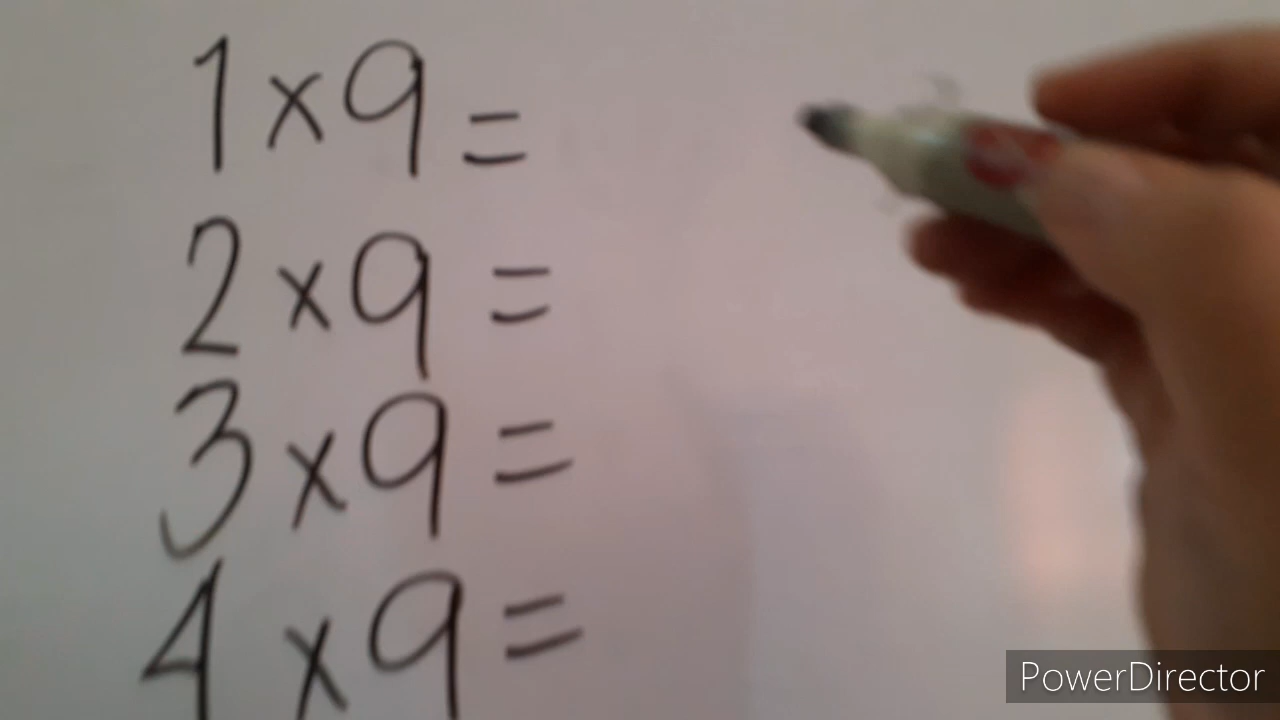 1 x 9 =
2 x 9 =
3 x 9 =
4 x 9 =
PowerDirector